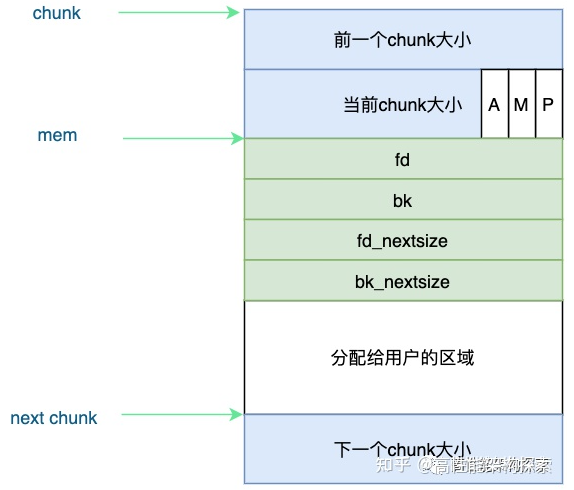 chunk
前一个chunk大小
当前chunk大小 A M P
mem
fd
bk
fd_nextsize
bk_nextsize
分配给用户的区域
next chunk
下一个chunk大小
知乎 @高性能架构探索